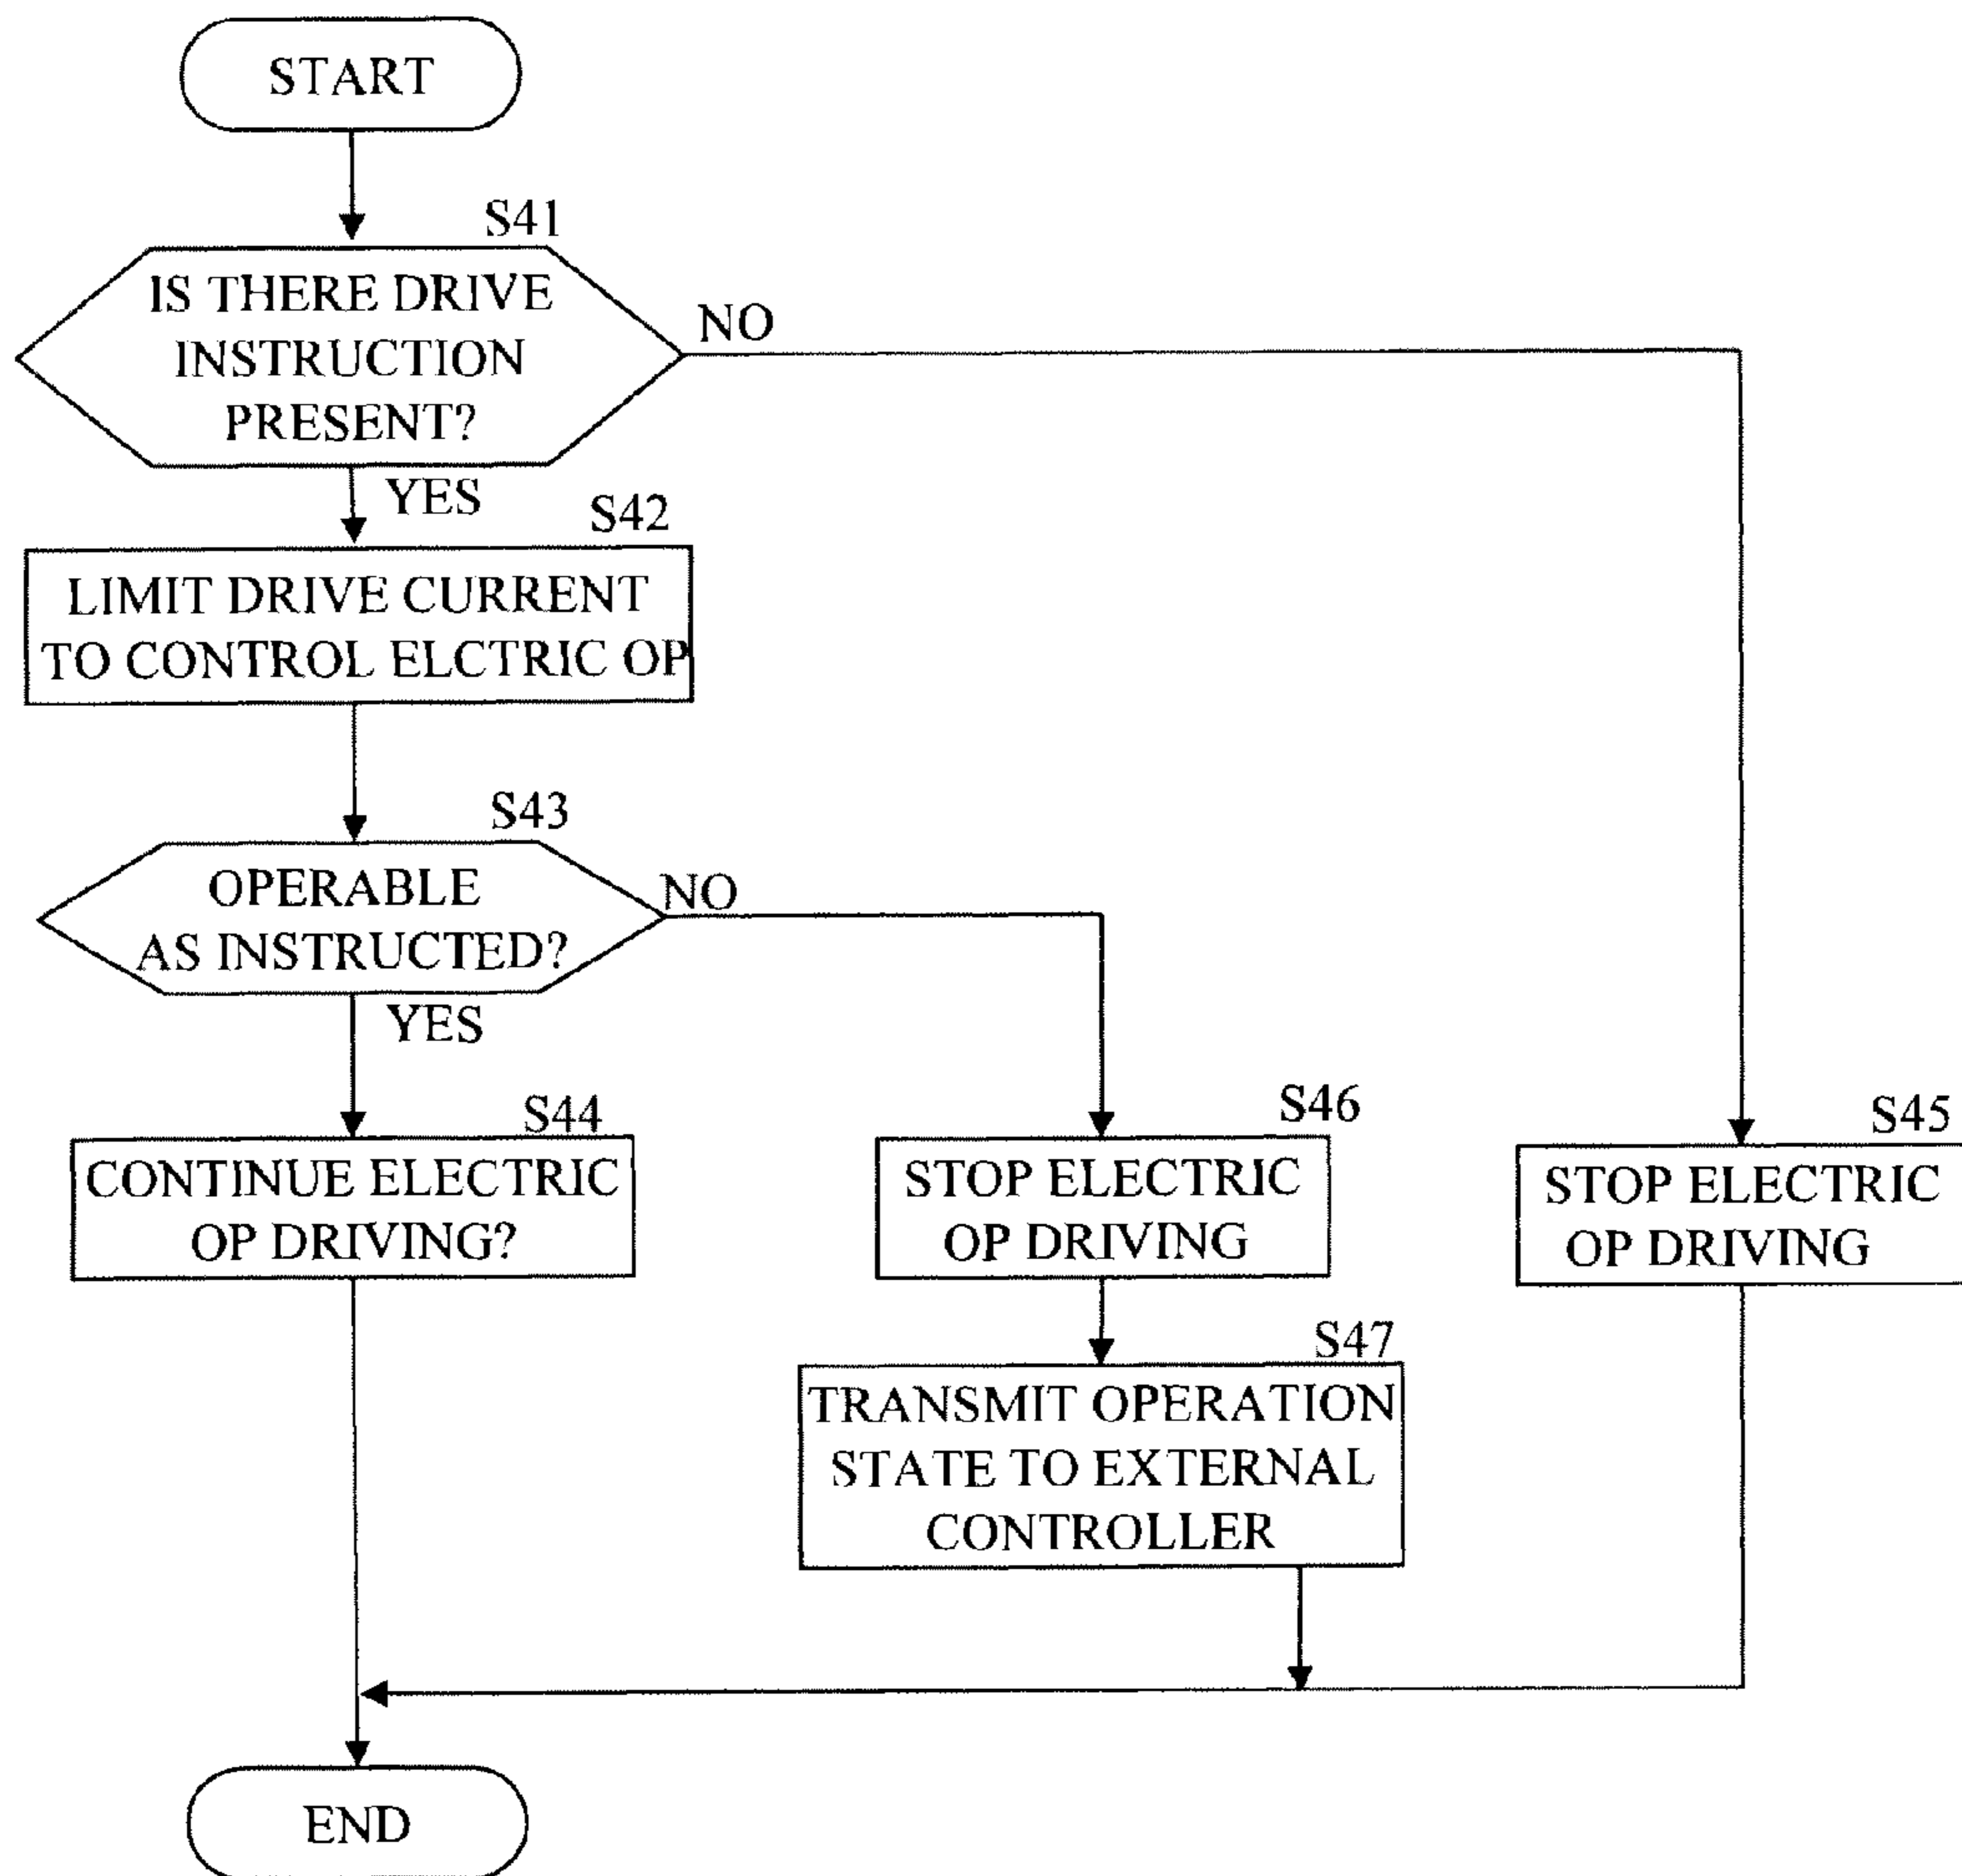 START
S41
IS THERE DRIVE
INSTRUCTION
PRESENT?
NO
YES
S42
LIMIT DRIVE CURRENT
TO CONTROL ELCTRIC OP
S43
OPERABLE
AS INSTRUCTED?
NO
YES
S44
CONTINUE ELECTRIC
OP DRIVING?
S46
STOP ELECTRIC
OP DRIVING
S45
STOP ELECTRIC
OP DRIVING
S47
TRANSMIT OPERATION
STATE TO EXTERNAL
CONTROLLER
END